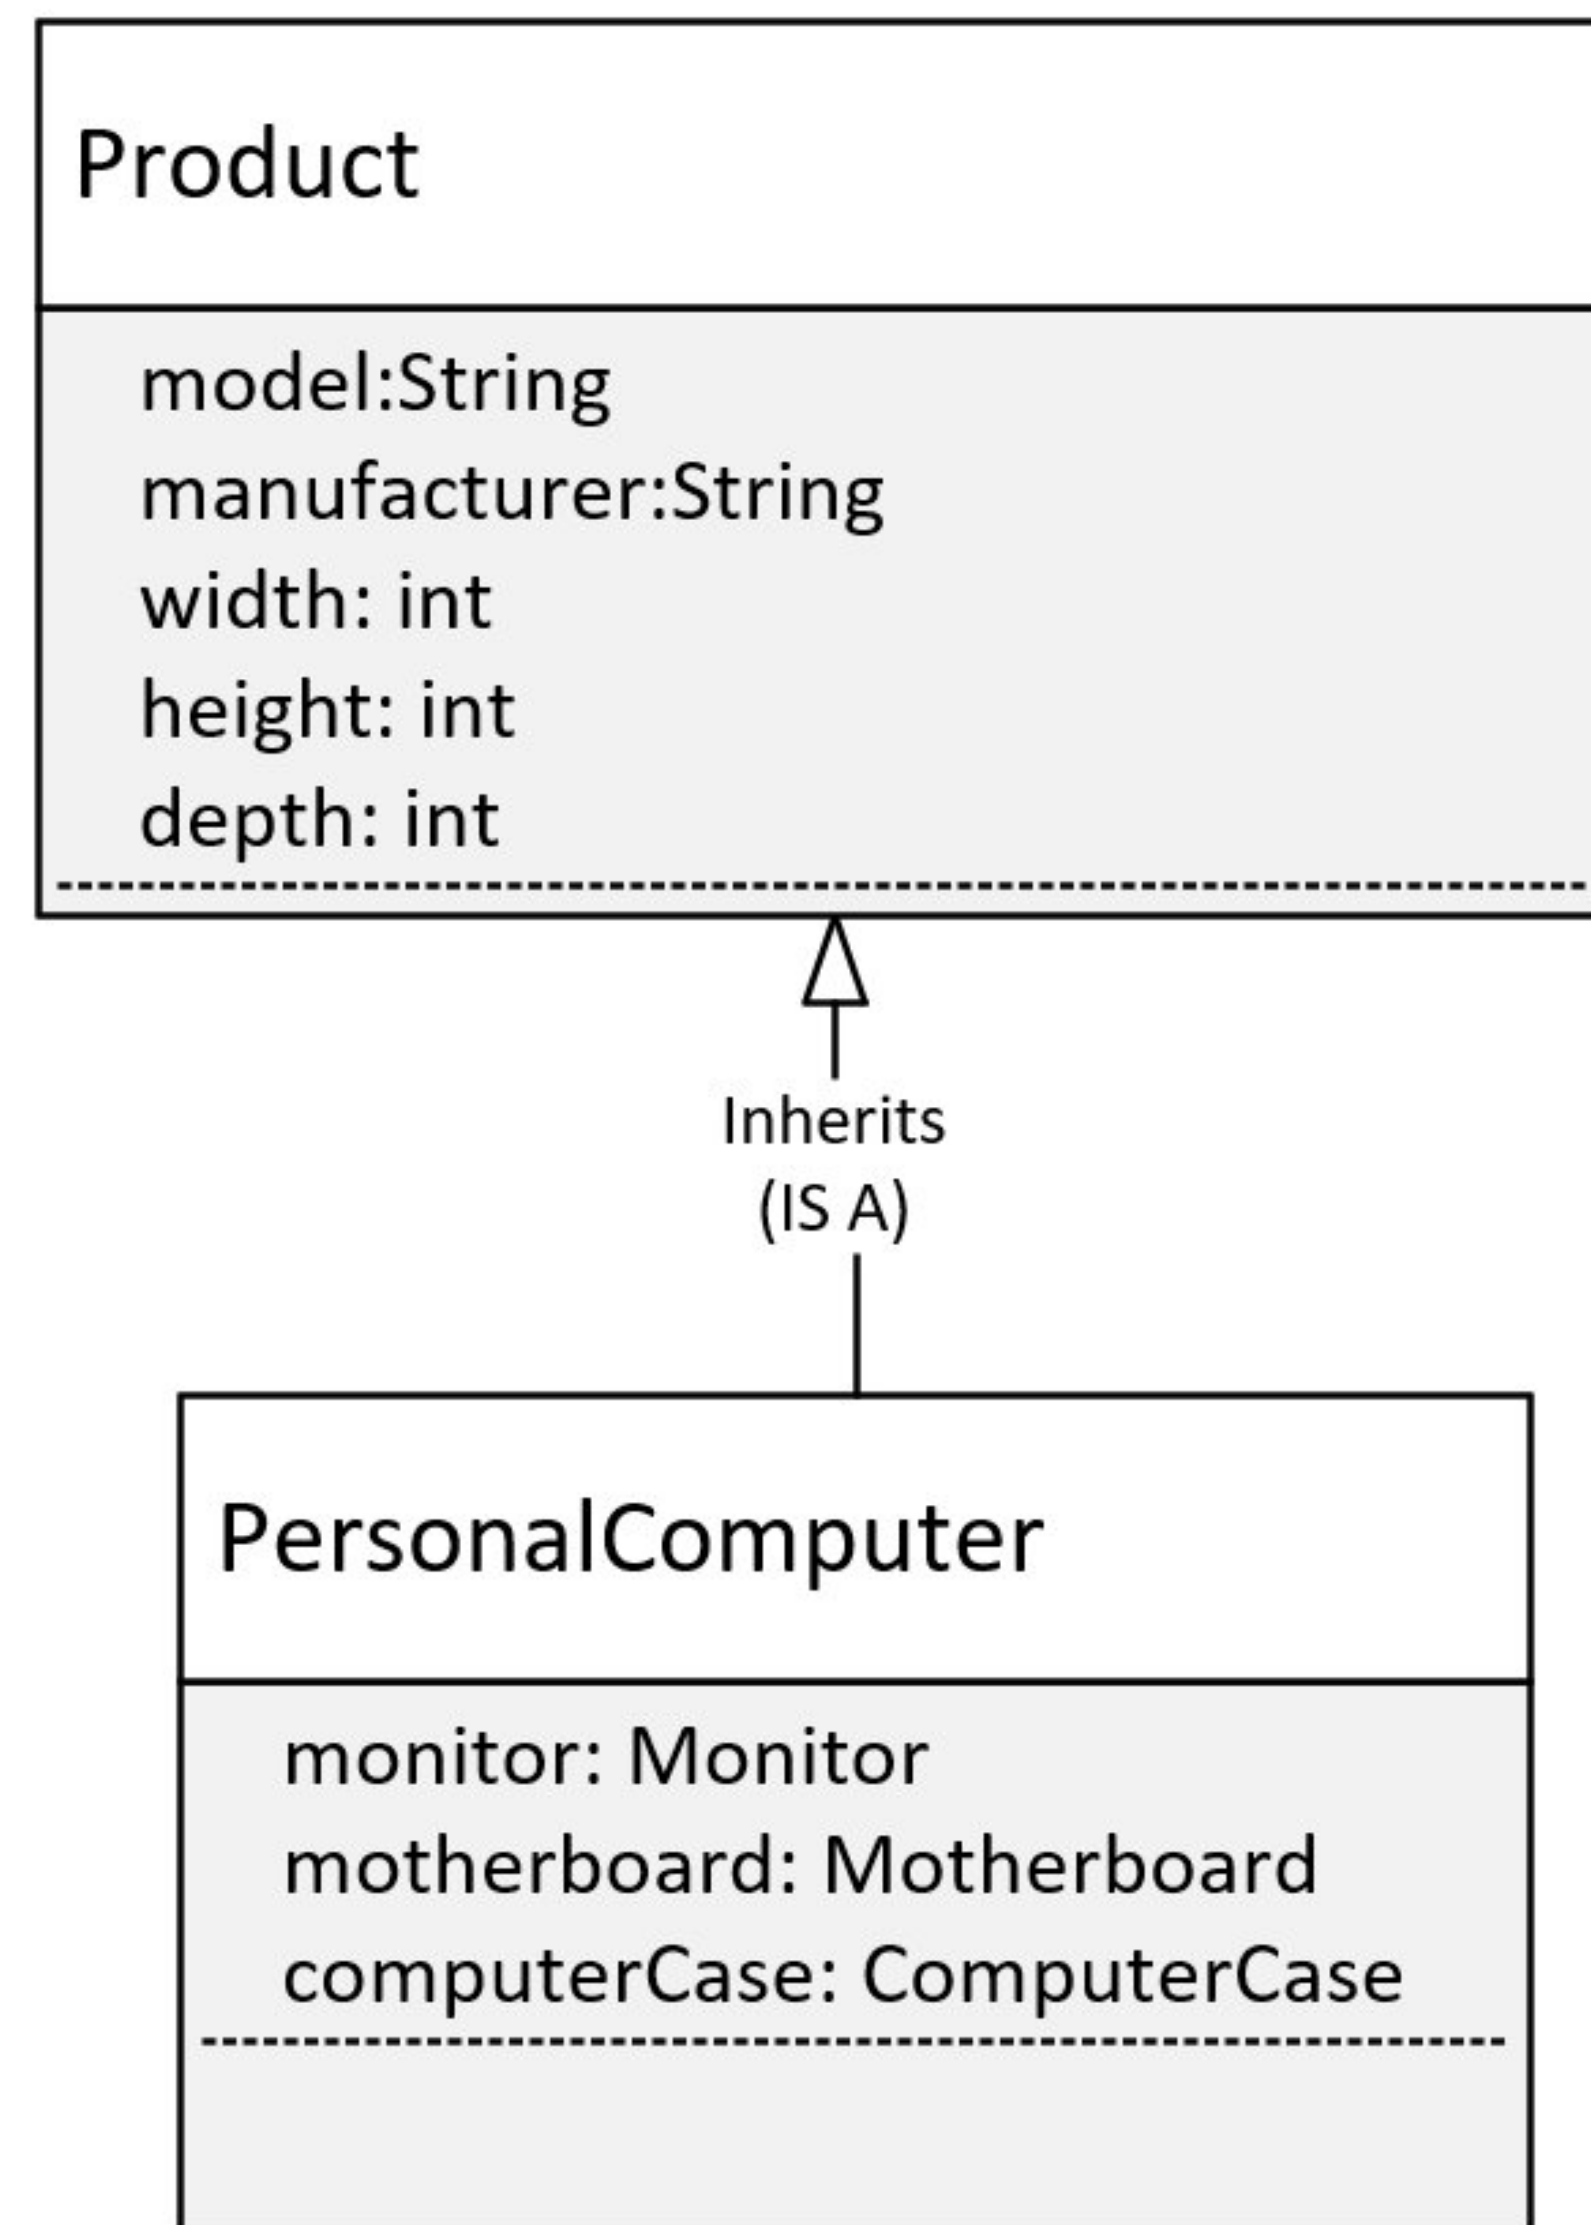 Product
model:String
manufacturer:String
width: int
height: int
depth: int
Inherits
(IS A)
PersonalComputer
monitor: Monitor
motherboard: Motherboard
computerCase: ComputerCase